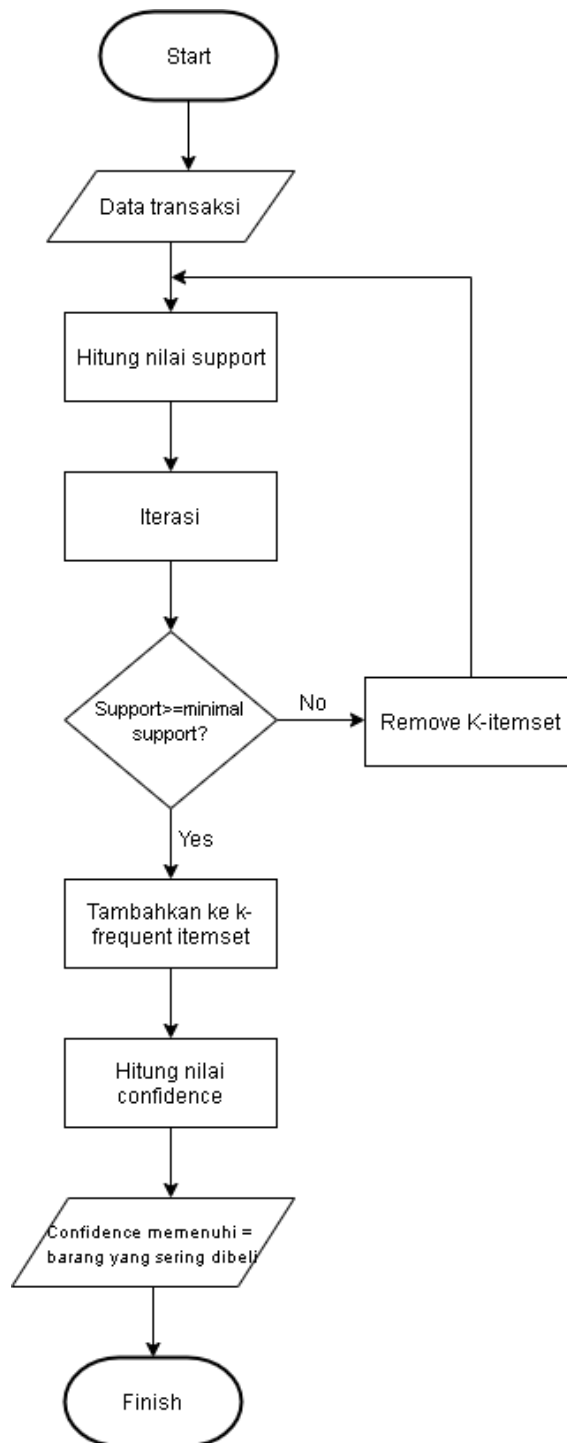 Start
Data transaksi
Hitung nilai support
Iterasi
Support>=minimal
support?
No
Remove K-itemset
Yes
Tambahkan ke k-
frequent itemset
Hitung nilai
confidence
Confidence memenuhi =
barang yang sering dibeli
Finish